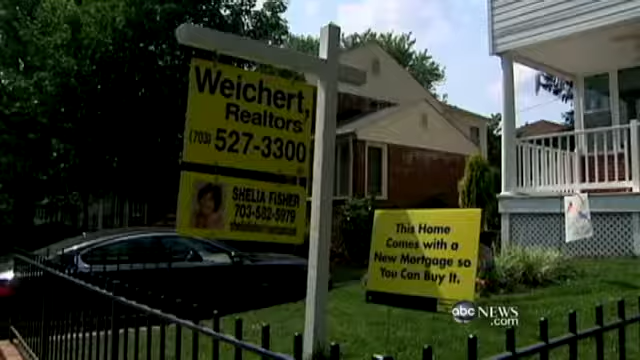 Weichert,
Realtors
(703) 527-3300
SHELIA FISHER
703-582-5979
This Home
Comes with a
New Mortgage so
You Can Buy It.
abc NEWS
.com